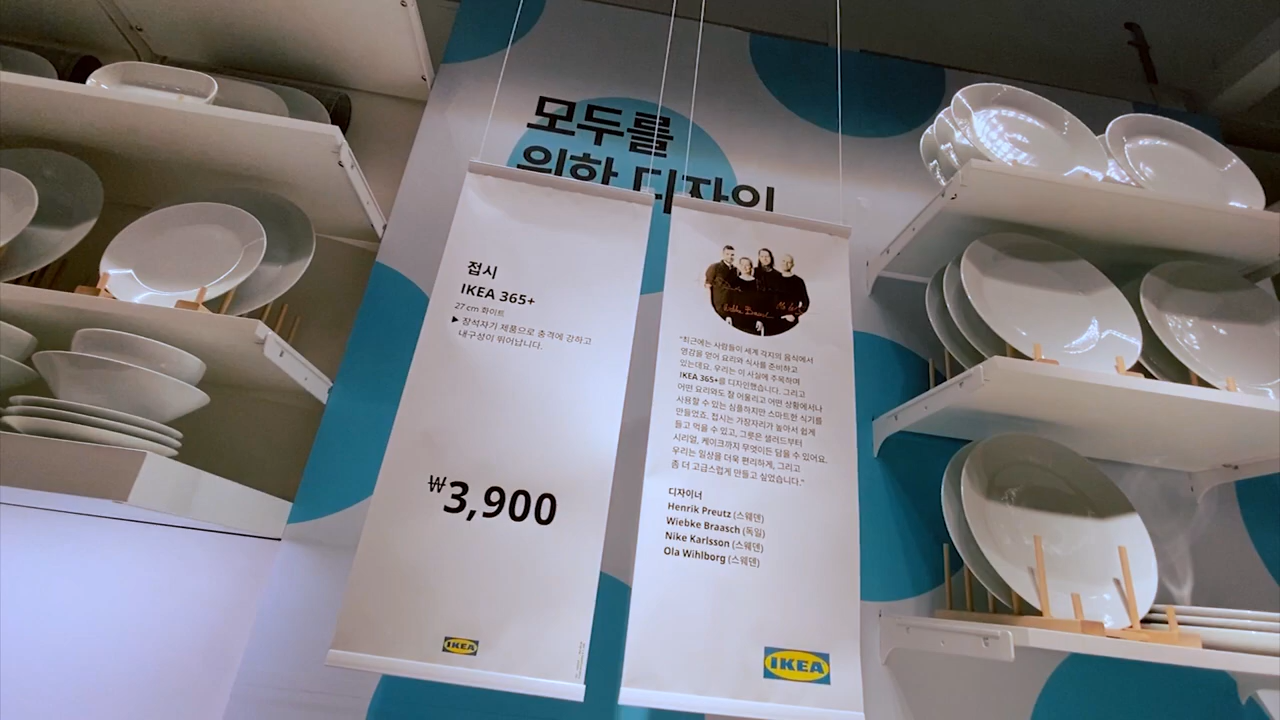 모두를
위한 디자인
접시
IKEA 365+
27 cm 화이트
▶ 장석자기 제품으로 충격에 강하고
내구성이 뛰어납니다.
₩3,900
IKEA
"최근에는 사람들이 세계 각지의 음식에서
영감을 얻어 요리와 식사를 준비하고
있는데요. 우리는 이 사실에 주목하여
IKEA 365+를 디자인했습니다. 그리고
어떤 요리와도 잘 어울리고 어떤 상황에서나
사용할 수 있는 심플하지만 스마트한 식기를
만들었죠. 접시는 가장자리가 높아서 쉽게
들고 먹을 수 있고, 그릇은 샐러드부터
시리얼, 케이크까지 무엇이든 담을 수 있어요.
우리는 일상을 더욱 편리하게, 그리고
좀 더 고급스럽게 만들고 싶었습니다."
디자이너
Henrik Preutz (스웨덴)
Wiebke Braasch (독일)
Nike Karlsson (스웨덴)
Ola Wihlborg (스웨덴)
IKEA